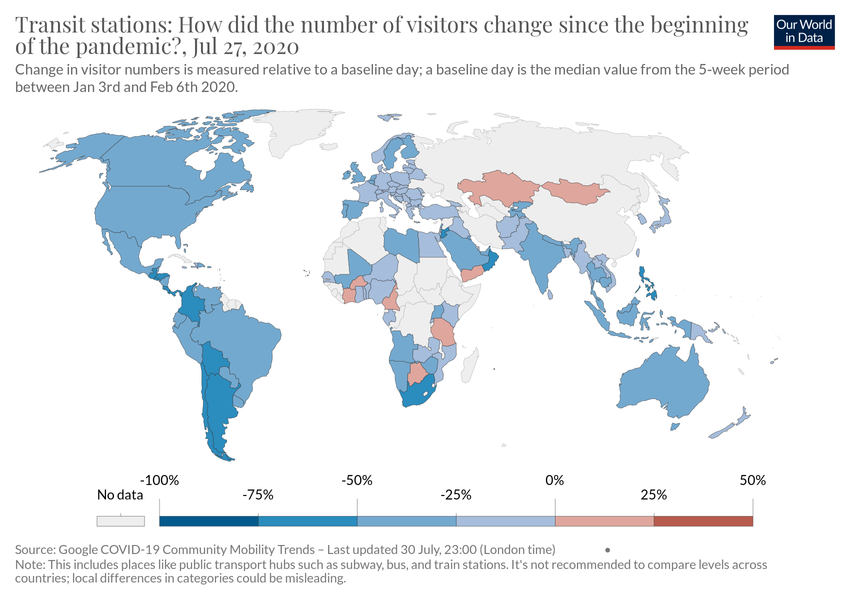 Transit stations: How did the number of visitors change since the beginning
of the pandemic?, Jul 27, 2020
Our World
in Data
Change in visitor numbers is measured relative to a baseline day; a baseline day is the median value from the 5-week period
between Jan 3rd and Feb 6th 2020.
-100% -50% 0% 50%
No data -75% -25% 25%
Source: Google COVID-19 Community Mobility Trends – Last updated 30 July, 23:00 (London time)
Note: This includes places like public transport hubs such as subway, bus, and train stations. It's not recommended to compare levels across
countries; local differences in categories could be misleading.